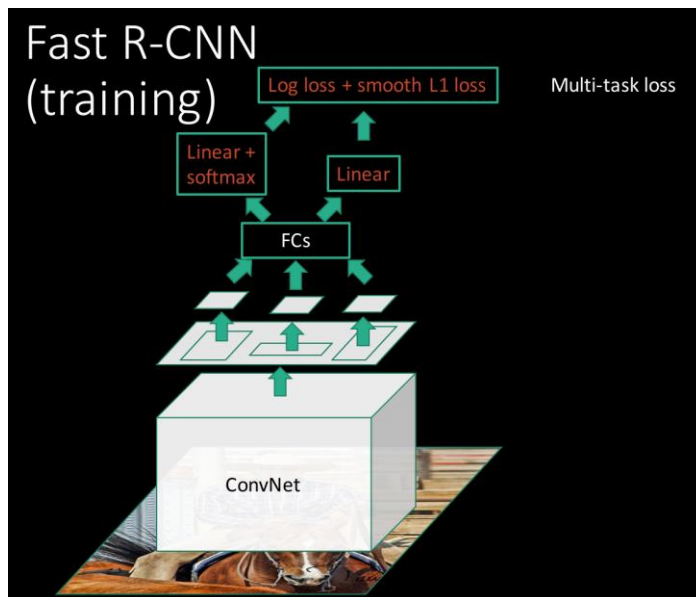 Fast R-CNN
(training)
Log loss + smooth L1 loss
Multi-task loss
Linear +
softmax
Linear
FCs
ConvNet